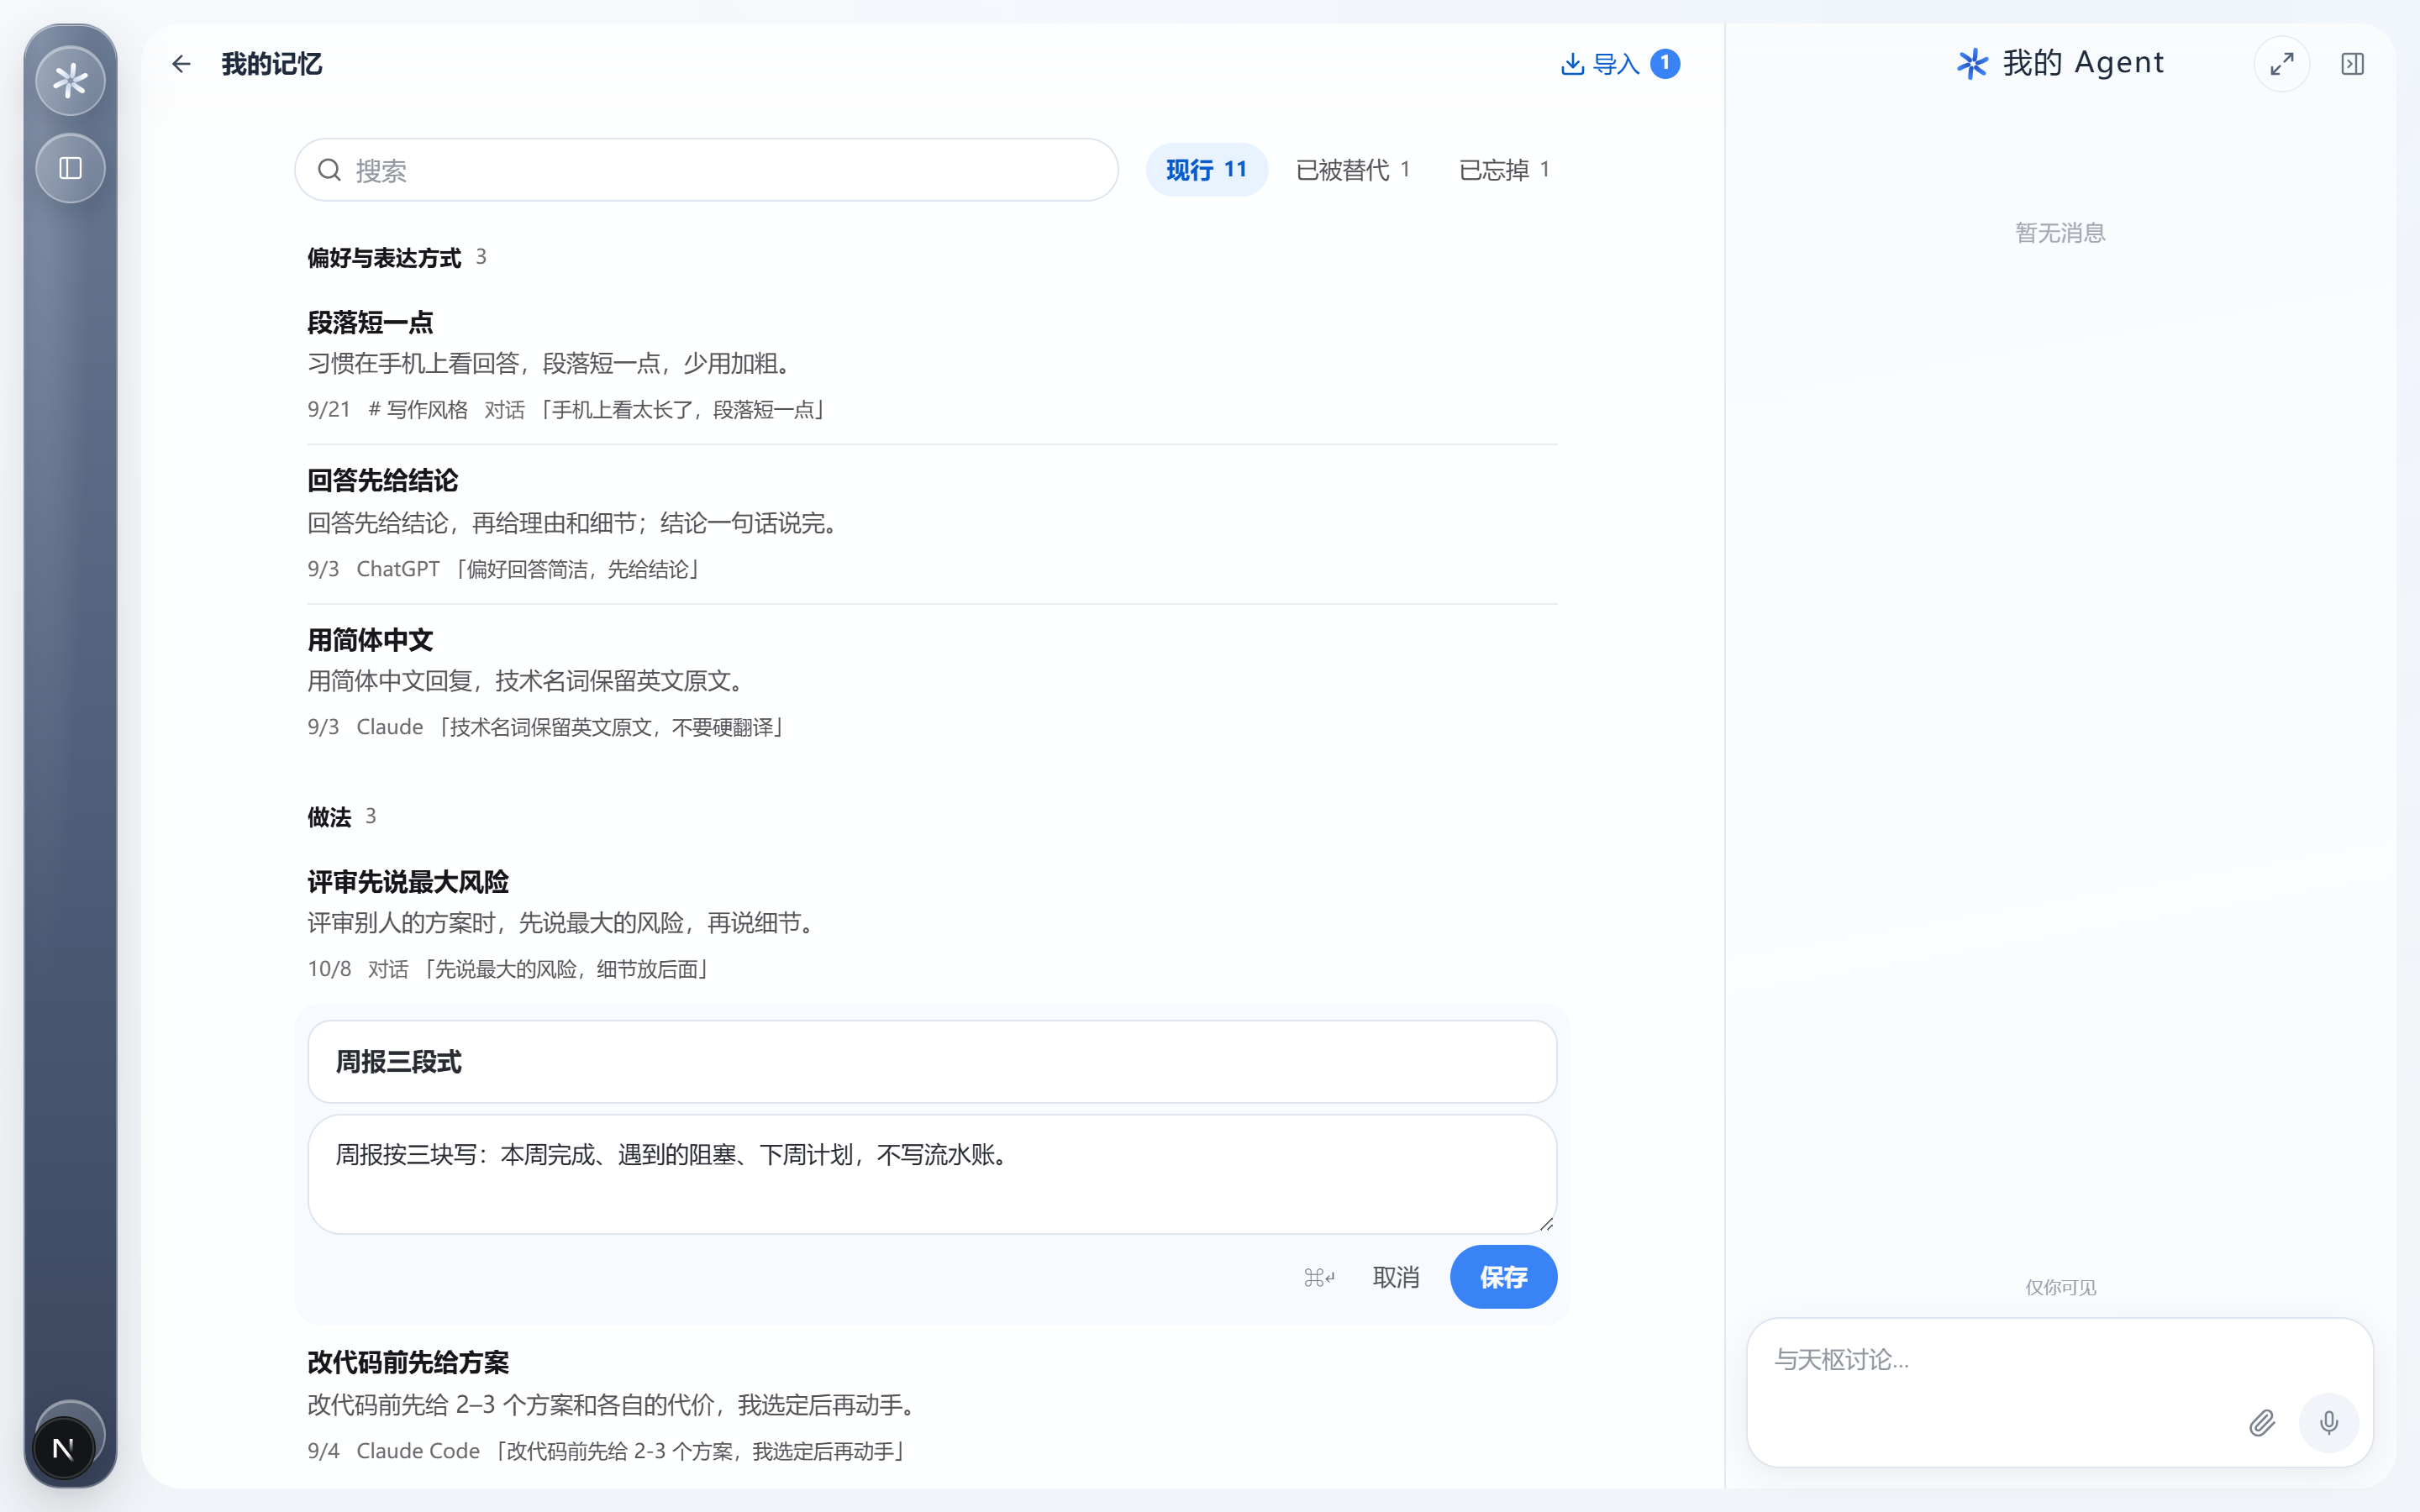 我的记忆
导入 1
搜索
现行 11 已被替代 1 已忘掉 1
偏好与表达方式 3
段落短一点
习惯在手机上看回答，段落短一点，少用加粗。
9/21 # 写作风格 对话 「手机上看太长了，段落短一点」
回答先给结论
回答先给结论，再给理由和细节；结论一句话说完。
9/3 ChatGPT 「偏好回答简洁，先给结论」
用简体中文
用简体中文回复，技术名词保留英文原文。
9/3 Claude 「技术名词保留英文原文，不要硬翻译」
做法 3
评审先说最大风险
评审别人的方案时，先说最大的风险，再说细节。
10/8 对话 「先说最大的风险，细节放后面」
周报三段式
周报按三块写：本周完成、遇到的阻塞、下周计划，不写流水账。
⌘↵ 取消 保存
改代码前先给方案
改代码前先给 2–3 个方案和各自的代价，我选定后再动手。
9/4 Claude Code 「改代码前先给 2-3 个方案，我选定后再动手」
N
我的 Agent
暂无消息
仅你可见
与天枢讨论...